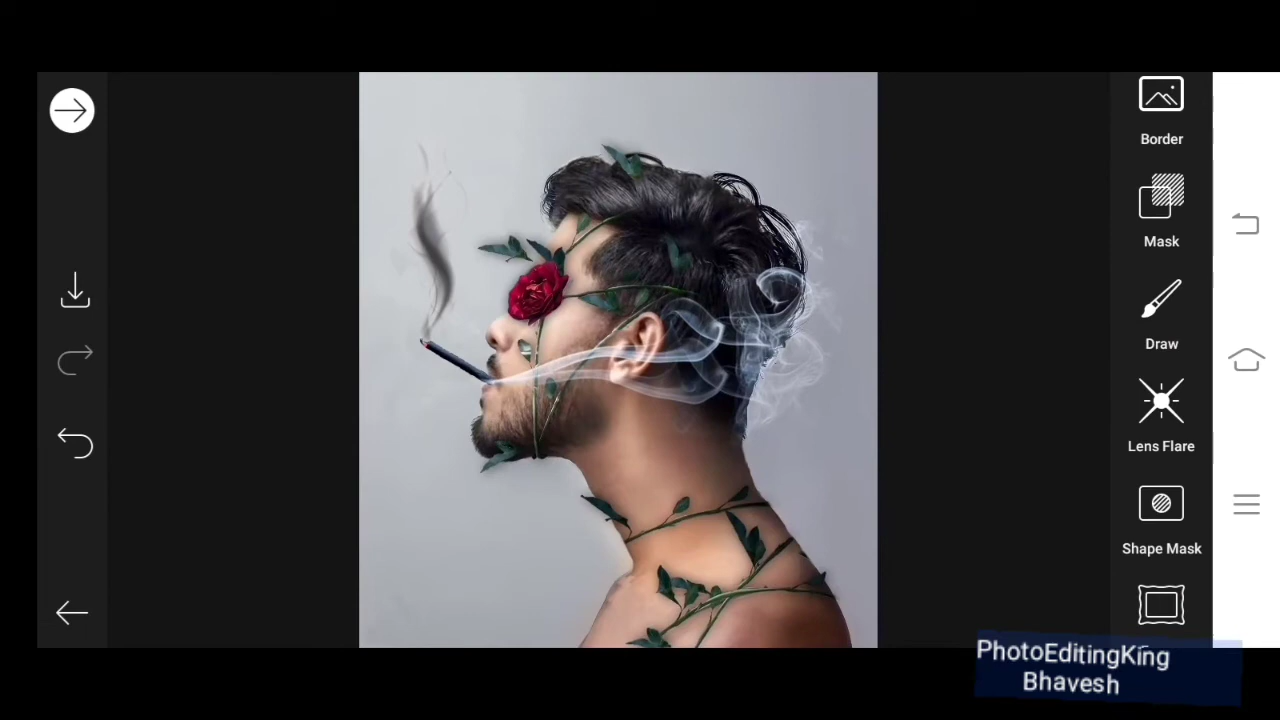 Border
Mask
Draw
Lens Flare
Shape Mask
PhotoEditingKing
Bhavesh